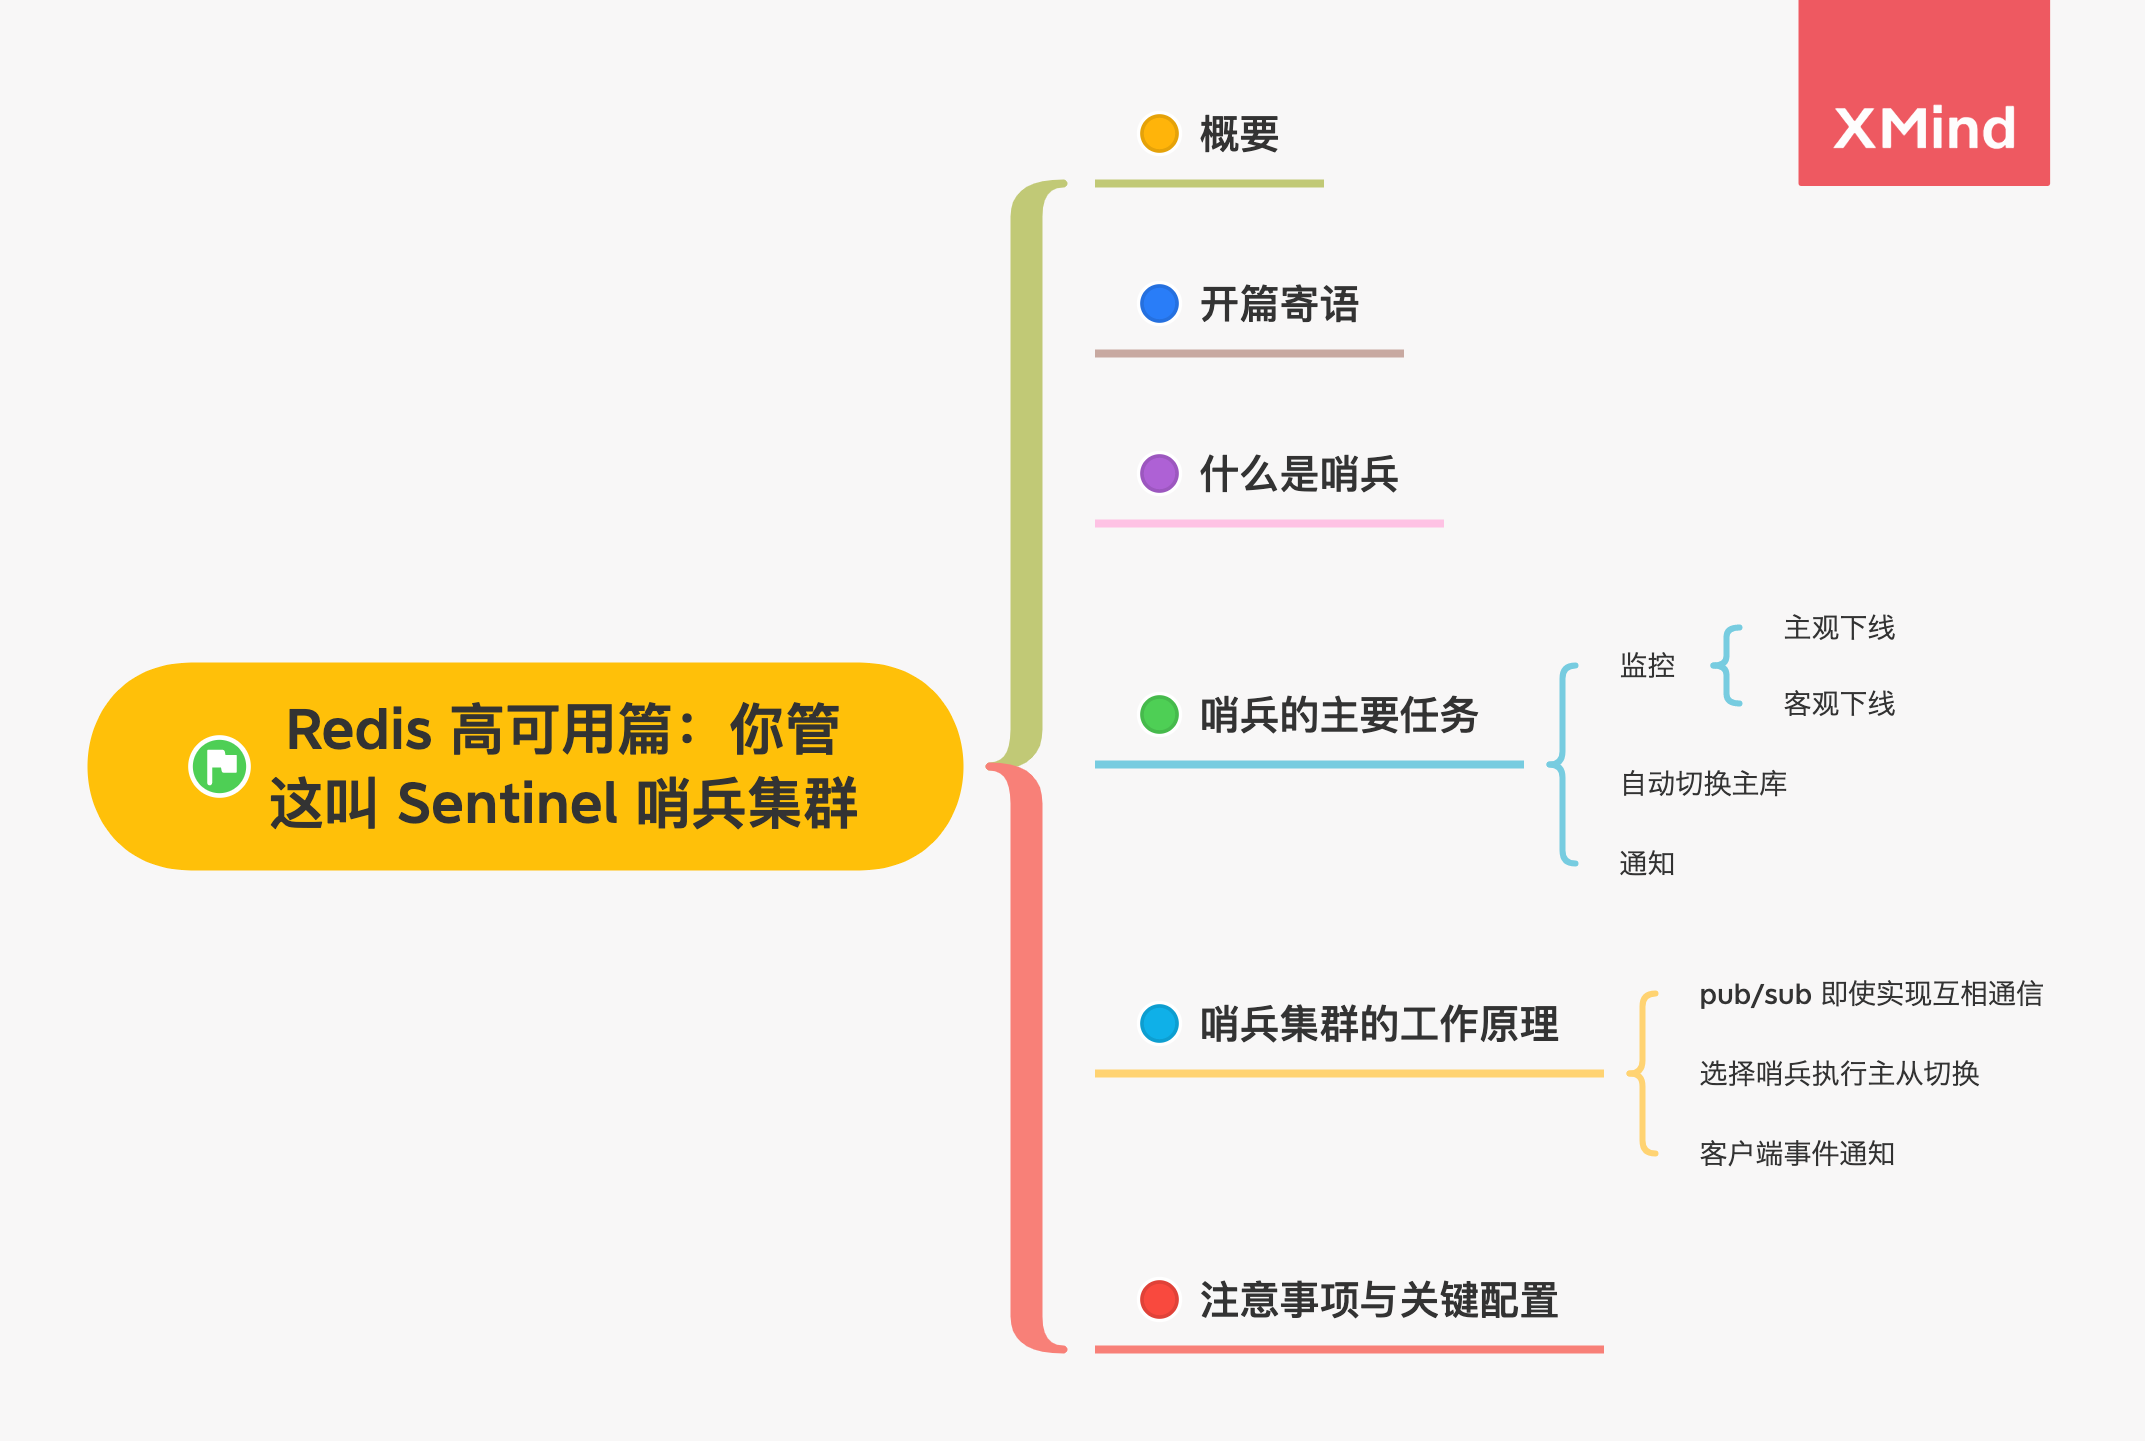 XMind
概要
开篇寄语
什么是哨兵
主观下线
监控
客观下线
哨兵的主要任务
自动切换主库
通知
Redis 高可用篇：你管
这叫 Sentinel 哨兵集群
pub/sub 即使实现互相通信
哨兵集群的工作原理
选择哨兵执行主从切换
客户端事件通知
注意事项与关键配置